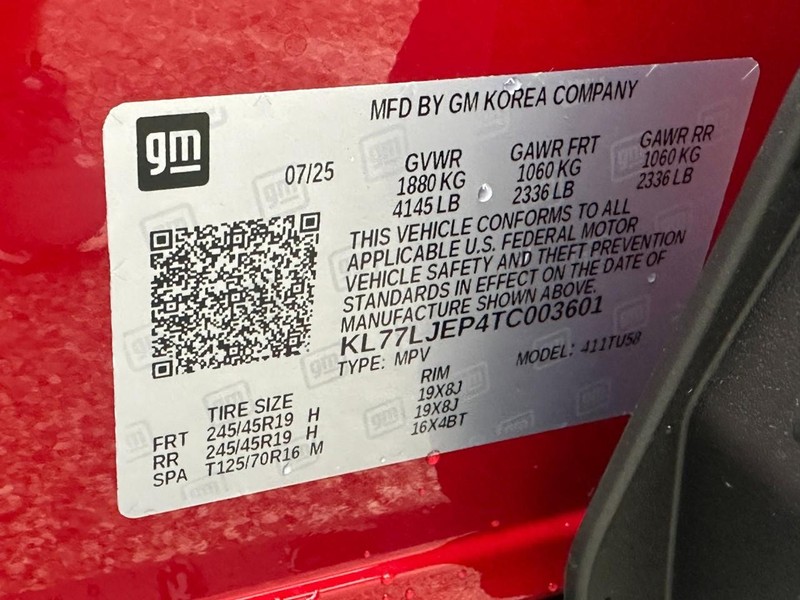 MFD BY GM KOREA COMPANY
gm
07/25
GVWR GAWR FRT GAWR RR
1880 KG 1060 KG 1060 KG
4145 LB 2336 LB 2336 LB
THIS VEHICLE CONFORMS TO ALL
APPLICABLE U.S. FEDERAL MOTOR
VEHICLE SAFETY AND THEFT PREVENTION
STANDARDS IN EFFECT ON THE DATE OF
MANUFACTURE SHOWN ABOVE.
KL77LJEP4TC003601
TYPE: MPV MODEL: 411TU58
TIRE SIZE RIM
FRT 245/45R19 H 19X8J
RR 245/45R19 H 19X8J
SPA T125/70R16 M 16X4BT